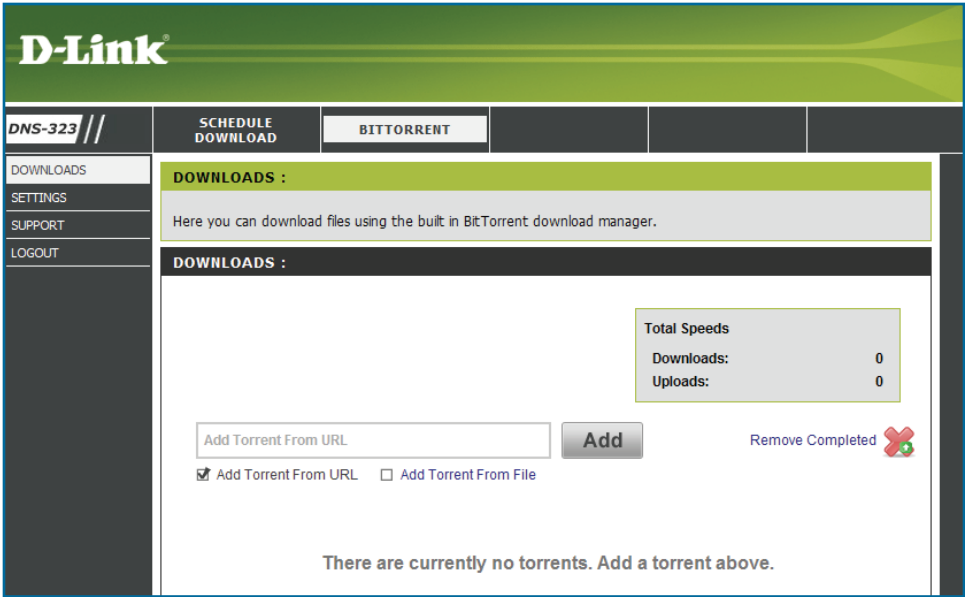 D-Link®
DNS-323
SCHEDULE
DOWNLOAD
BITTORRENT
DOWNLOADS
SETTINGS
SUPPORT
LOGOUT
DOWNLOADS :
Here you can download files using the built in BitTorrent download manager.
DOWNLOADS :
Total Speeds
Downloads: 0
Uploads: 0
Add Torrent From URL
Add
Remove Completed
Add Torrent From URL
Add Torrent From File
There are currently no torrents. Add a torrent above.